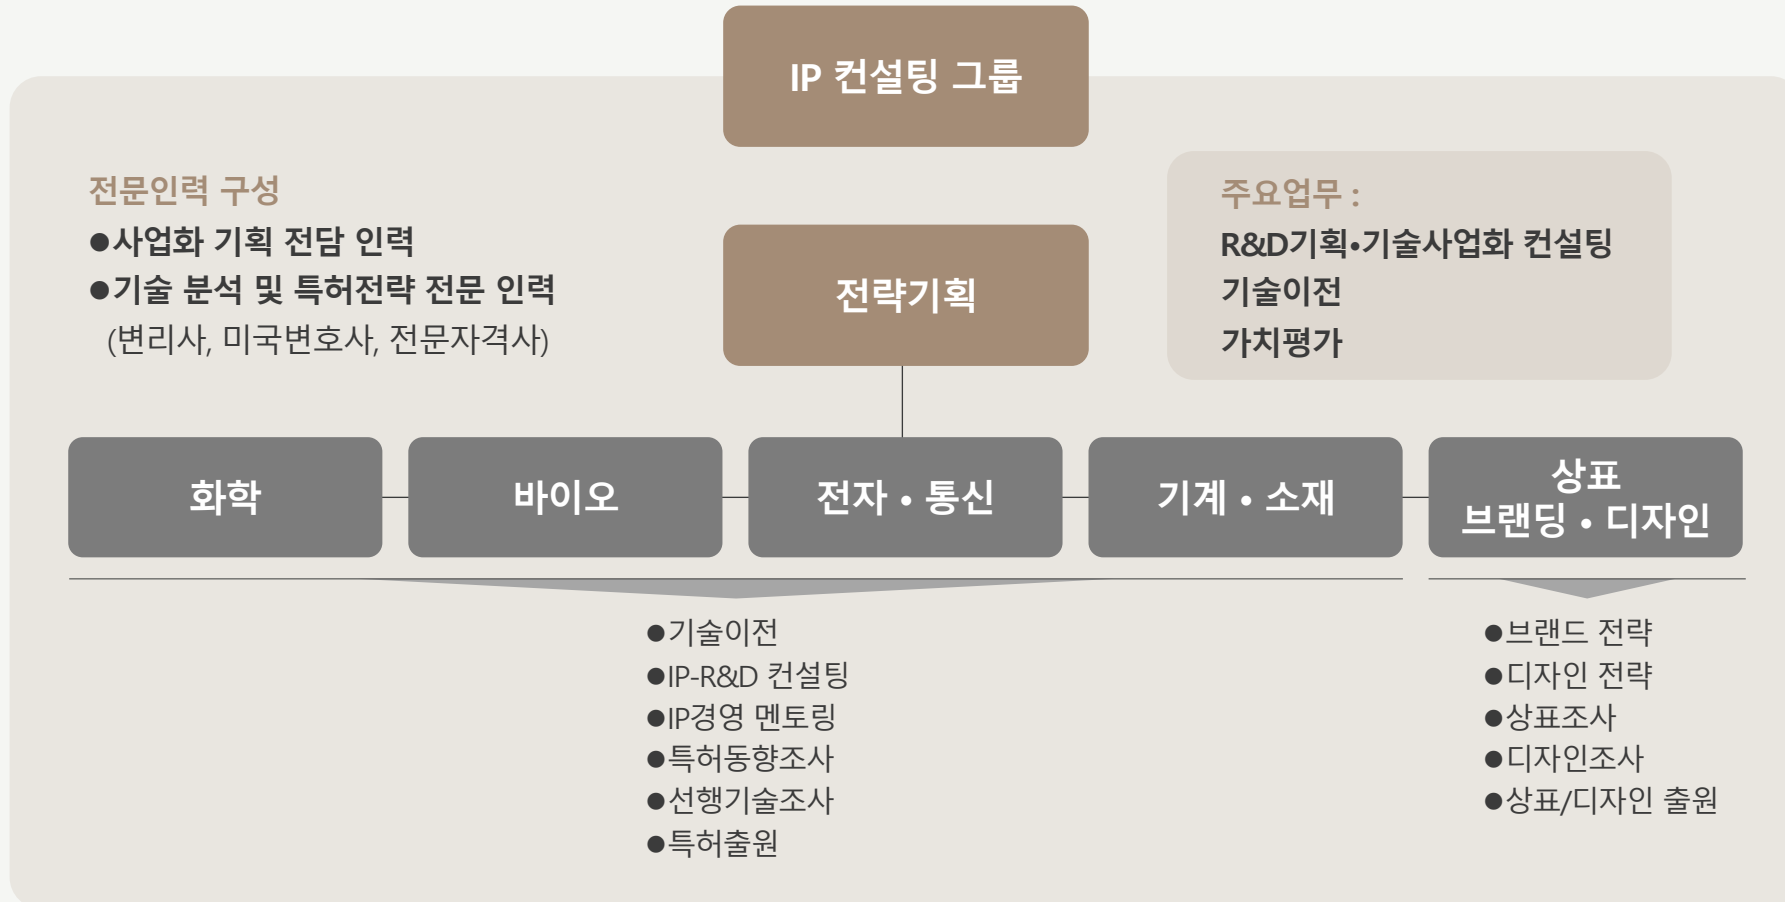 IP 컨설팅 그룹
전문인력 구성
●사업화 기획 전담 인력
●기술 분석 및 특허전략 전문 인력
(변리사, 미국변호사, 전문자격사)
전략기획
주요업무 :
R&D기획•기술사업화 컨설팅
기술이전
가치평가
화학
바이오
전자 • 통신
기계 • 소재
상표
브랜딩 • 디자인
●기술이전
●IP-R&D 컨설팅
●IP경영 멘토링
●특허동향조사
●선행기술조사
●특허출원
●브랜드 전략
●디자인 전략
●상표조사
●디자인조사
●상표/디자인 출원